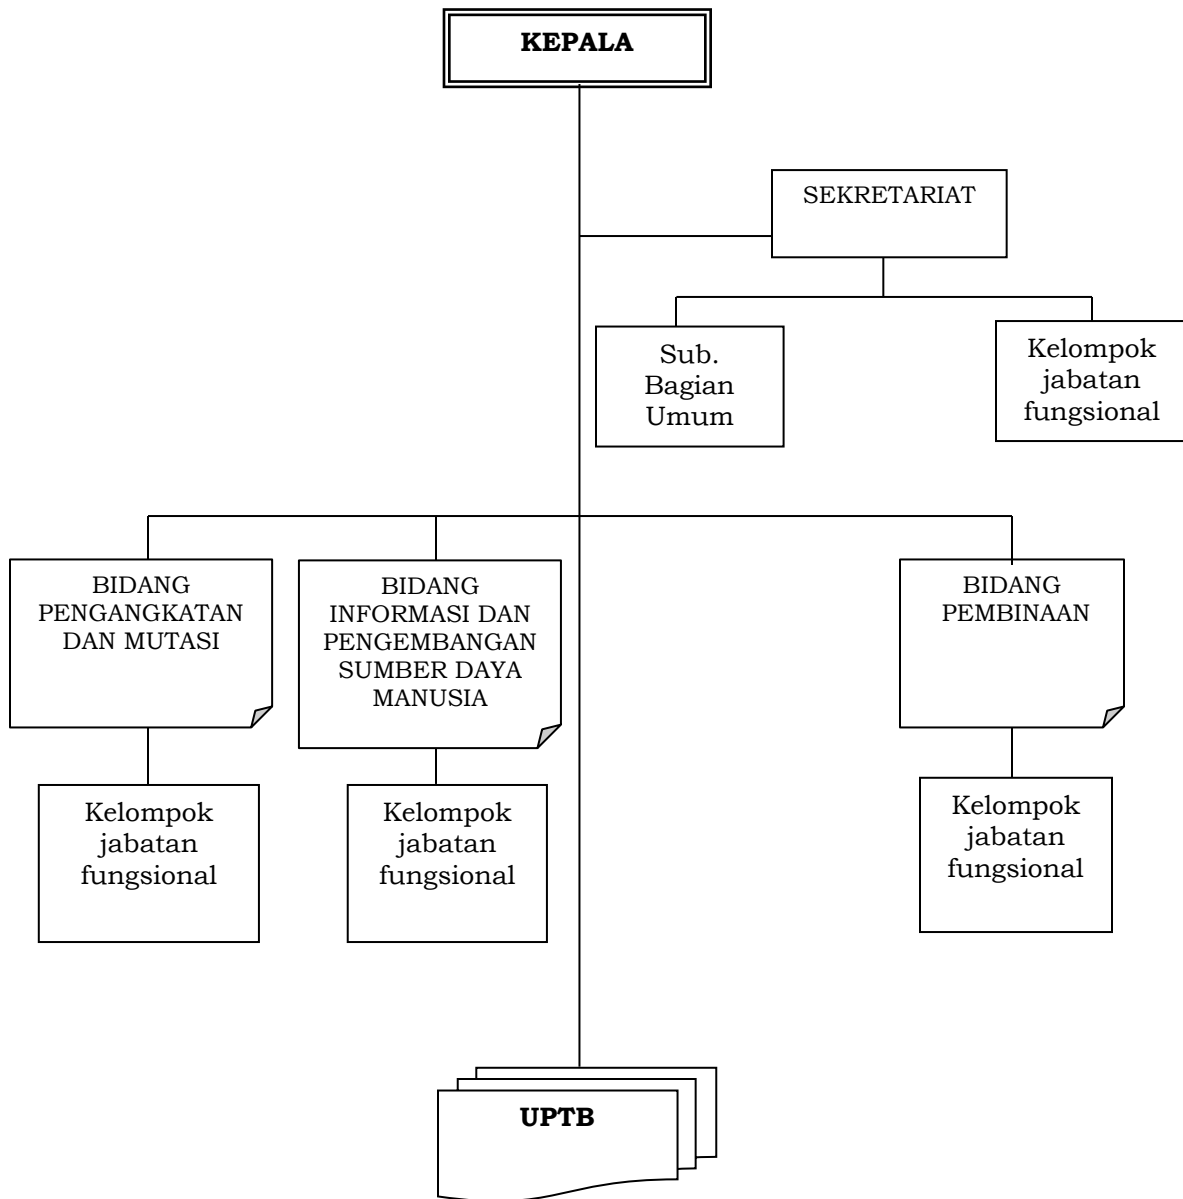 KEPALA
SEKRETARIAT
Sub.
Bagian
Umum
Kelompok
jabatan
fungsional
BIDANG
PENGANGKATAN
DAN MUTASI
BIDANG
INFORMASI DAN
PENGEMBANGAN
SUMBER DAYA
MANUSIA
BIDANG
PEMBINAAN
Kelompok
jabatan
fungsional
Kelompok
jabatan
fungsional
Kelompok
jabatan
fungsional
UPTB